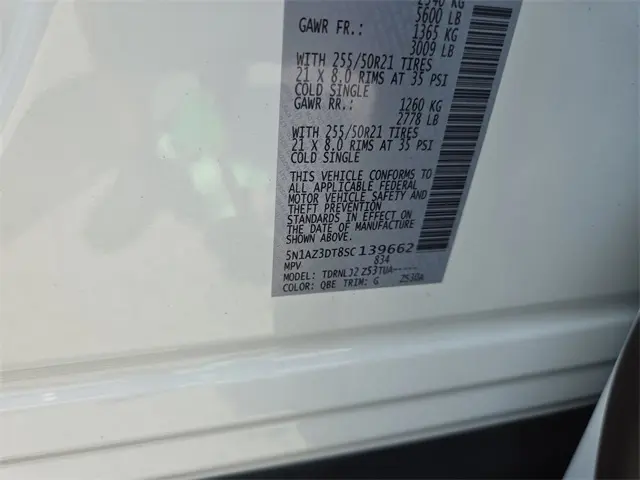 5600 LB
GAWR FR.: 1365 KG
3009 LB
WITH 255/50R21 TIRES
21 X 8.0 RIMS AT 35 PSI
COLD SINGLE
GAWR RR.: 1260 KG
2778 LB
WITH 255/50R21 TIRES
21 X 8.0 RIMS AT 35 PSI
COLD SINGLE
THIS VEHICLE CONFORMS TO
ALL APPLICABLE FEDERAL
MOTOR VEHICLE SAFETY AND
THEFT PREVENTION
STANDARDS IN EFFECT ON
THE DATE OF MANUFACTURE
SHOWN ABOVE.
5N1AZ3DT8SC139662
MPV 834
MODEL:
COLOR: QBE TRIM: G